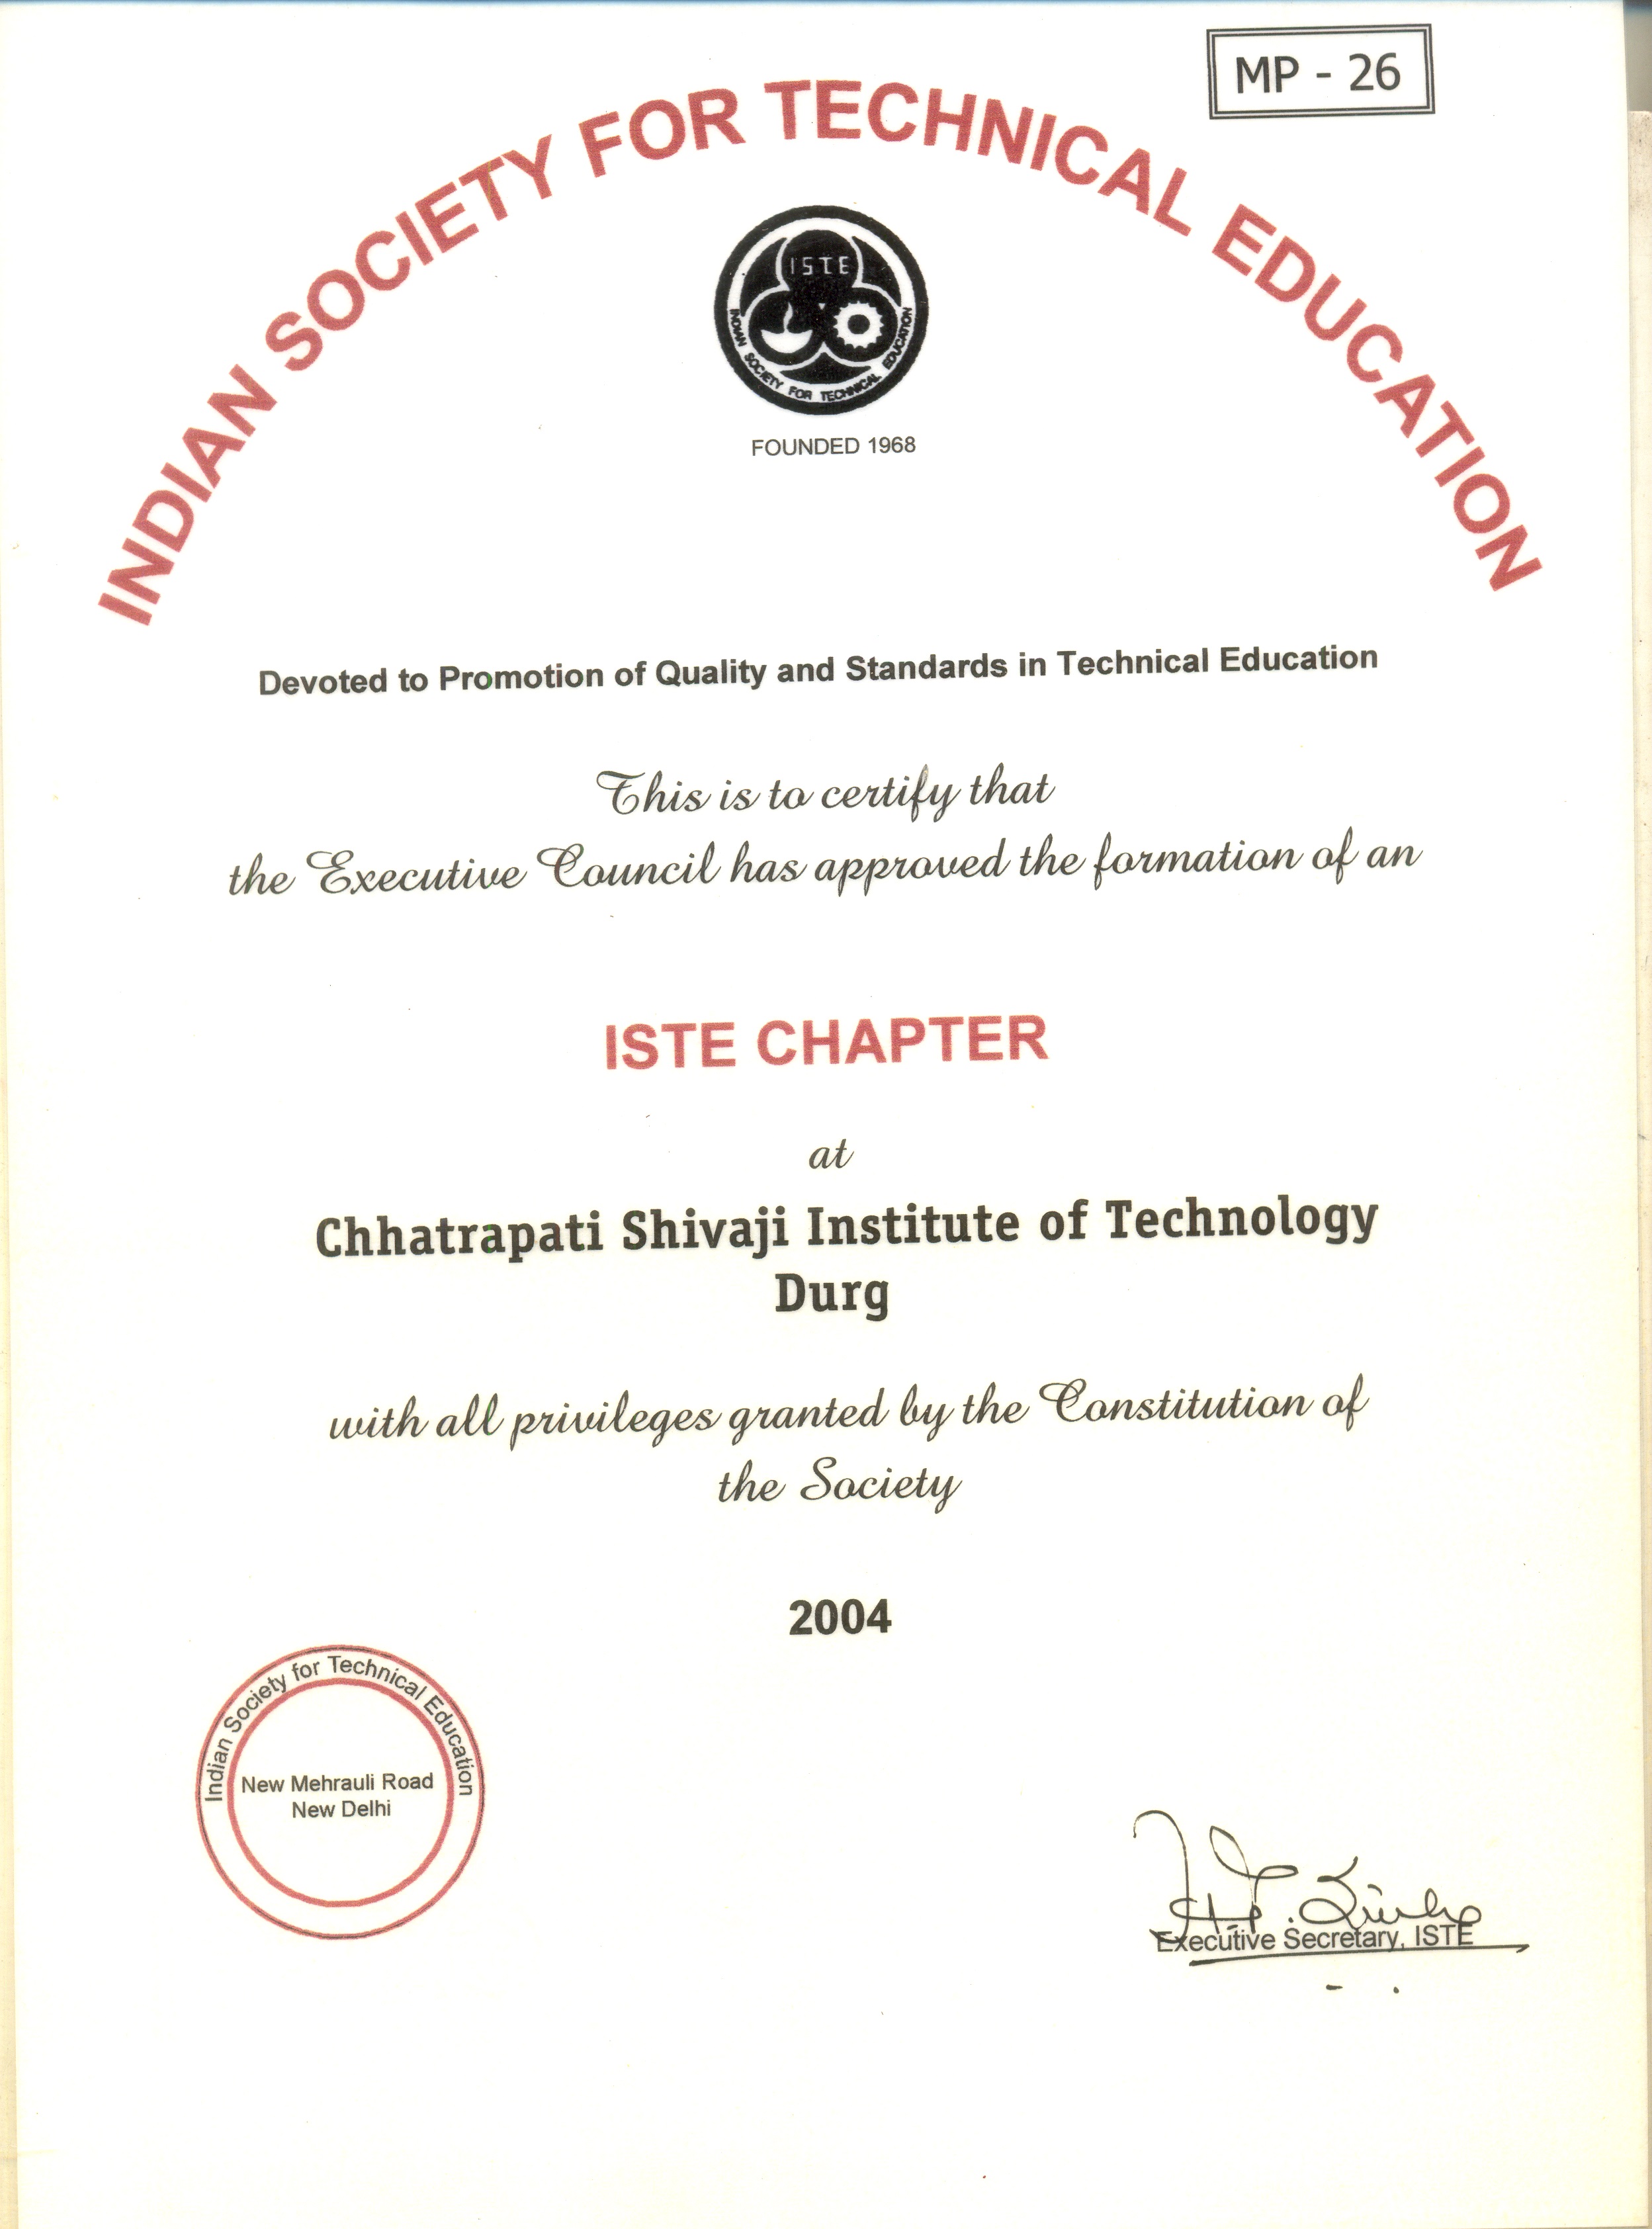 MP - 26
INDIAN SOCIETY FOR TECHNICAL EDUCATION
ISTE
INDIAN SOCIETY FOR TECHNICAL EDUCATION
FOUNDED 1968
Devoted to Promotion of Quality and Standards in Technical Education
This is to certify that
the Executive Council has approved the formation of an
ISTE CHAPTER
at
Chhatrapati Shivaji Institute of Technology
Durg
with all privileges granted by the Constitution of
the Society
2004
Indian Society for Technical Education
New Mehrauli Road
New Delhi
Executive Secretary, ISTE